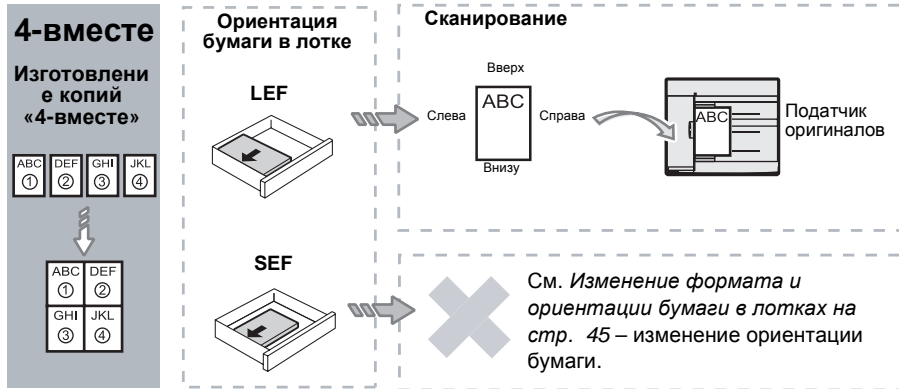 4-вместе
Изготовлени
е копий
«4-вместе»
ABC
①
DEF
②
GHI
③
JKL
④
ABC
①
DEF
②
GHI
③
JKL
④
Ориентация
бумаги в лотке
LEF
SEF
Сканирование
Вверх
Слева
ABC
Справа
Внизу
ABC
Податчик
оригиналов
См. Изменение формата и
ориентации бумаги в лотках на
стр. 45 – изменение ориентации
бумаги.